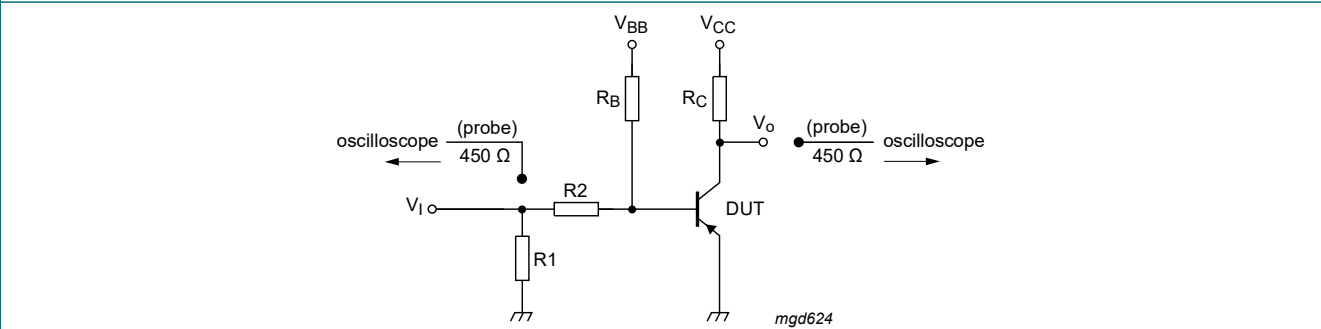 VBB
VCC
RB
RC
Vo
oscilloscope
(probe)
450 Ω
(probe)
450 Ω
oscilloscope
R2
VI
DUT
R1
mgd624